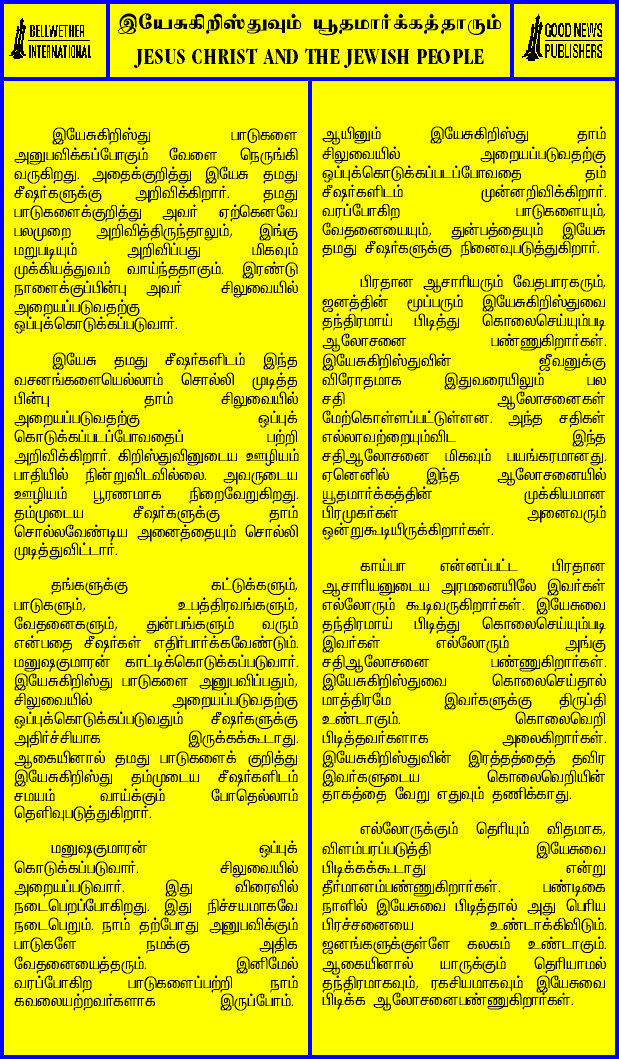 BELLWETHER
INTERNATIONAL
இயேசுகிறிஸ்துவும் யூதமார்க்கத்தாரும்
JESUS CHRIST AND THE JEWISH PEOPLE
GOOD NEWS
PUBLISHERS
இயேசுகிறிஸ்து பாடுகளை
அனுபவிக்கப்போகும் வேளை நெருங்கி
வருகிறது. அதைக்குறித்து இயேசு தமது
சீஷர்களுக்கு அறிவிக்கிறார். தமது
பாடுகளைக்குறித்து அவர் ஏற்கெனவே
பலமுறை அறிவித்திருந்தாலும், இங்கு
மறுபடியும் அறிவிப்பது மிகவும்
முக்கியத்துவம் வாய்ந்ததாகும். இரண்டு
நாளைக்குப்பின்பு அவர் சிலுவையில்
அறையப்படுவதற்கு
ஒப்புக்கொடுக்கப்படுவார்.
இயேசு தமது சீஷர்களிடம் இந்த
வசனங்களையெல்லாம் சொல்லி முடித்த
பின்பு தாம் சிலுவையில்
அறையப்படுவதற்கு ஒப்புக்
கொடுக்கப்படப்போவதைப் பற்றி
அறிவிக்கிறார். கிறிஸ்துவினுடைய ஊழியம்
பாதியில் நின்றுவிடவில்லை. அவருடைய
ஊழியம் பூரணமாக நிறைவேறுகிறது.
தம்முடைய சீஷர்களுக்கு தாம்
சொல்லவேண்டிய அனைத்தையும் சொல்லி
முடித்துவிட்டார்.
தங்களுக்கு கட்டுக்களும்,
பாடுகளும், உபத்திரவங்களும்,
வேதனைகளும், துன்பங்களும் வரும்
என்பதை சீஷர்கள் எதிர்பார்க்கவேண்டும்.
மனுஷகுமாரன் காட்டிக்கொடுக்கப்படுவார்.
இயேசுகிறிஸ்து பாடுகளை அனுபவிப்பதும்,
சிலுவையில் அறையப்படுவதற்கு
ஒப்புக்கொடுக்கப்படுவதும் சீஷர்களுக்கு
அதிர்ச்சியாக இருக்கக்கூடாது.
ஆகையினால் தமது பாடுகளைக் குறித்து
இயேசுகிறிஸ்து தம்முடைய சீஷர்களிடம்
சமயம் வாய்க்கும் போதெல்லாம்
தெளிவுபடுத்துகிறார்.
மனுஷகுமாரன் ஒப்புக்
கொடுக்கப்படுவார். சிலுவையில்
அறையப்படுவார். இது விரைவில்
நடைபெறப்போகிறது. இது நிச்சயமாகவே
நடைபெறும். நாம் தற்போது அனுபவிக்கும்
பாடுகளே நமக்கு அதிக
வேதனையைத்தரும். இனிமேல்
வரப்போகிற பாடுகளைப்பற்றி நாம்
கவலையற்றவர்களாக இருப்போம்.
ஆயினும் இயேசுகிறிஸ்து தாம்
சிலுவையில் அறையப்படுவதற்கு
ஒப்புக்கொடுக்கப்படப்போவதை தம்
சீஷர்களிடம் முன்னறிவிக்கிறார்.
வரப்போகிற பாடுகளையும்,
வேதனையையும், துன்பத்தையும் இயேசு
தமது சீஷர்களுக்கு நினைவுபடுத்துகிறார்.
பிரதான ஆசாரியரும் வேதபாரகரும்,
ஜனத்தின் மூப்பரும் இயேசுகிறிஸ்துவை
தந்திரமாய் பிடித்து கொலைசெய்யும்படி
ஆலோசனை பண்ணுகிறார்கள்.
இயேசுகிறிஸ்துவின் ஜீவனுக்கு
விரோதமாக இதுவரையிலும் பல
சதி ஆலோசனைகள்
மேற்கொள்ளப்பட்டுள்ளன. அந்த சதிகள்
எல்லாவற்றையும்விட இந்த
சதிஆலோசனை மிகவும் பயங்கரமானது.
ஏனெனில் இந்த ஆலோசனையில்
யூதமார்க்கத்தின் முக்கியமான
பிரமுகர்கள் அனைவரும்
ஒன்றுகூடியிருக்கிறார்கள்.
காய்பா என்னப்பட்ட பிரதான
ஆசாரியனுடைய அரமனையிலே இவர்கள்
எல்லோரும் கூடிவருகிறார்கள். இயேசுவை
தந்திரமாய் பிடித்து கொலைசெய்யும்படி
இவர்கள் எல்லோரும் அங்கு
சதிஆலோசனை பண்ணுகிறார்கள்.
இயேசுகிறிஸ்துவை கொலைசெய்தால்
மாத்திரமே இவர்களுக்கு திருப்தி
உண்டாகும். கொலைவெறி
பிடித்தவர்களாக அலைகிறார்கள்.
இயேசுகிறிஸ்துவின் இரத்தத்தைத் தவிர
இவர்களுடைய கொலைவெறியின்
தாகத்தை வேறு எதுவும் தணிக்காது.
எல்லோருக்கும் தெரியும் விதமாக,
விளம்பரப்படுத்தி இயேசுவை
பிடிக்கக்கூடாது என்று
தீர்மானம்பண்ணுகிறார்கள். பண்டிகை
நாளில் இயேசுவை பிடித்தால் அது பெரிய
பிரச்சனையை உண்டாக்கிவிடும்.
ஜனங்களுக்குள்ளே கலகம் உண்டாகும்.
ஆகையினால் யாருக்கும் தெரியாமல்
தந்திரமாகவும், ரகசியமாகவும் இயேசுவை
பிடிக்க ஆலோசனைபண்ணுகிறார்கள்.